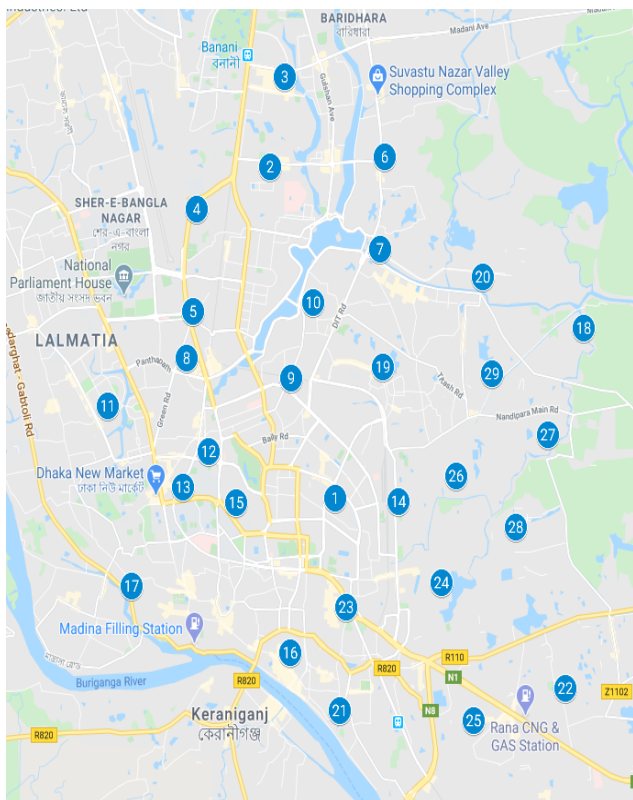 Industries. Ltd
BARIDHARA
বারিধারা
Madani Ave
Banani
বনানী
3
Gulshan Ave
Suvastu Nazar Valley
Shopping Complex
6
2
SHER-E-BANGLA
NAGAR
শের-এ-বাংলা
নগর
4
7
National
Parliament House
জাতীয় সংসদ ভবন
20
10
5
DIT Rd
18
LALMATIA
8
Panthapath
19
29
9
Tkash Rd
Green Rd
11
Nandipara Main Rd
27
Bally Rd
12
Dhaka New Market
ঢাকা নিউ মার্কেট
26
13
15
1
14
28
17
24
23
Madina Filling Station
16
R110
R820
N1
R820
Buriganga River
22
Z1102
Keraniganj
কেরানীগঞ্জ
21
N8
25
Rana CNG &
GAS Station
R820